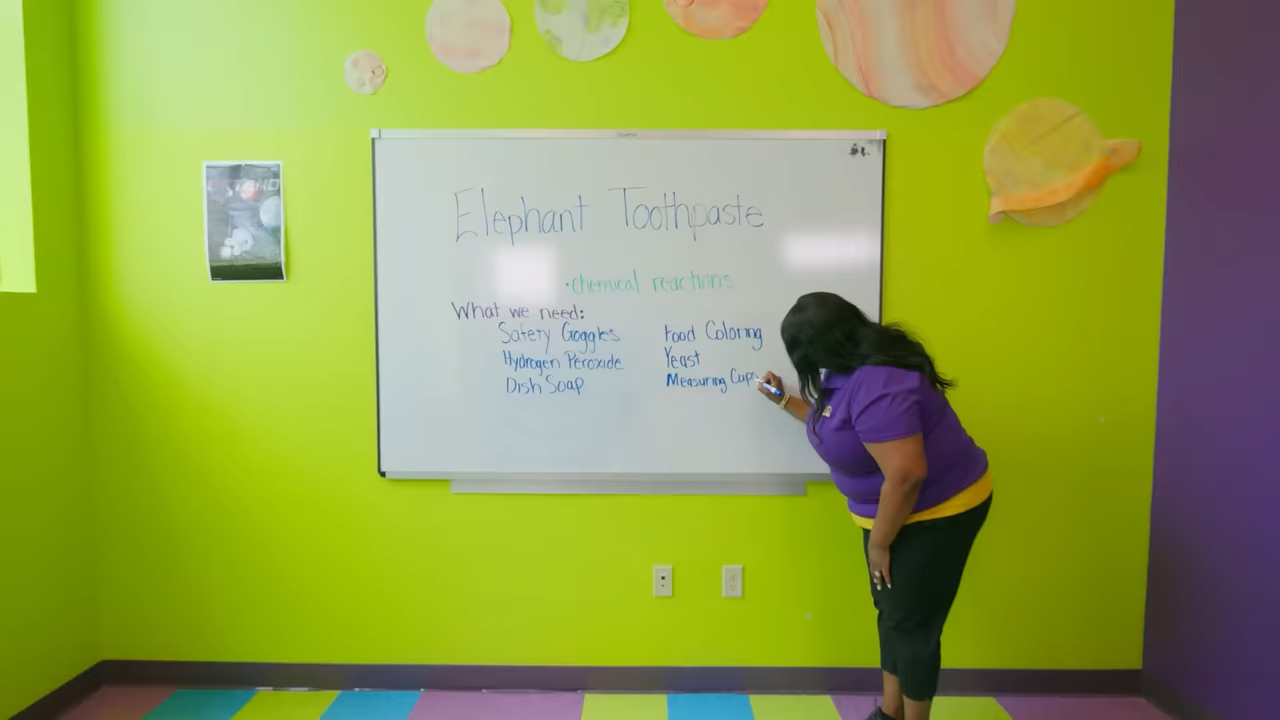 Elephant Toothpaste
•chemical reactions
What we need:
Safety Goggles
Hydrogen Peroxide
Dish Soap
Food Coloring
Yeast
Measuring Cups